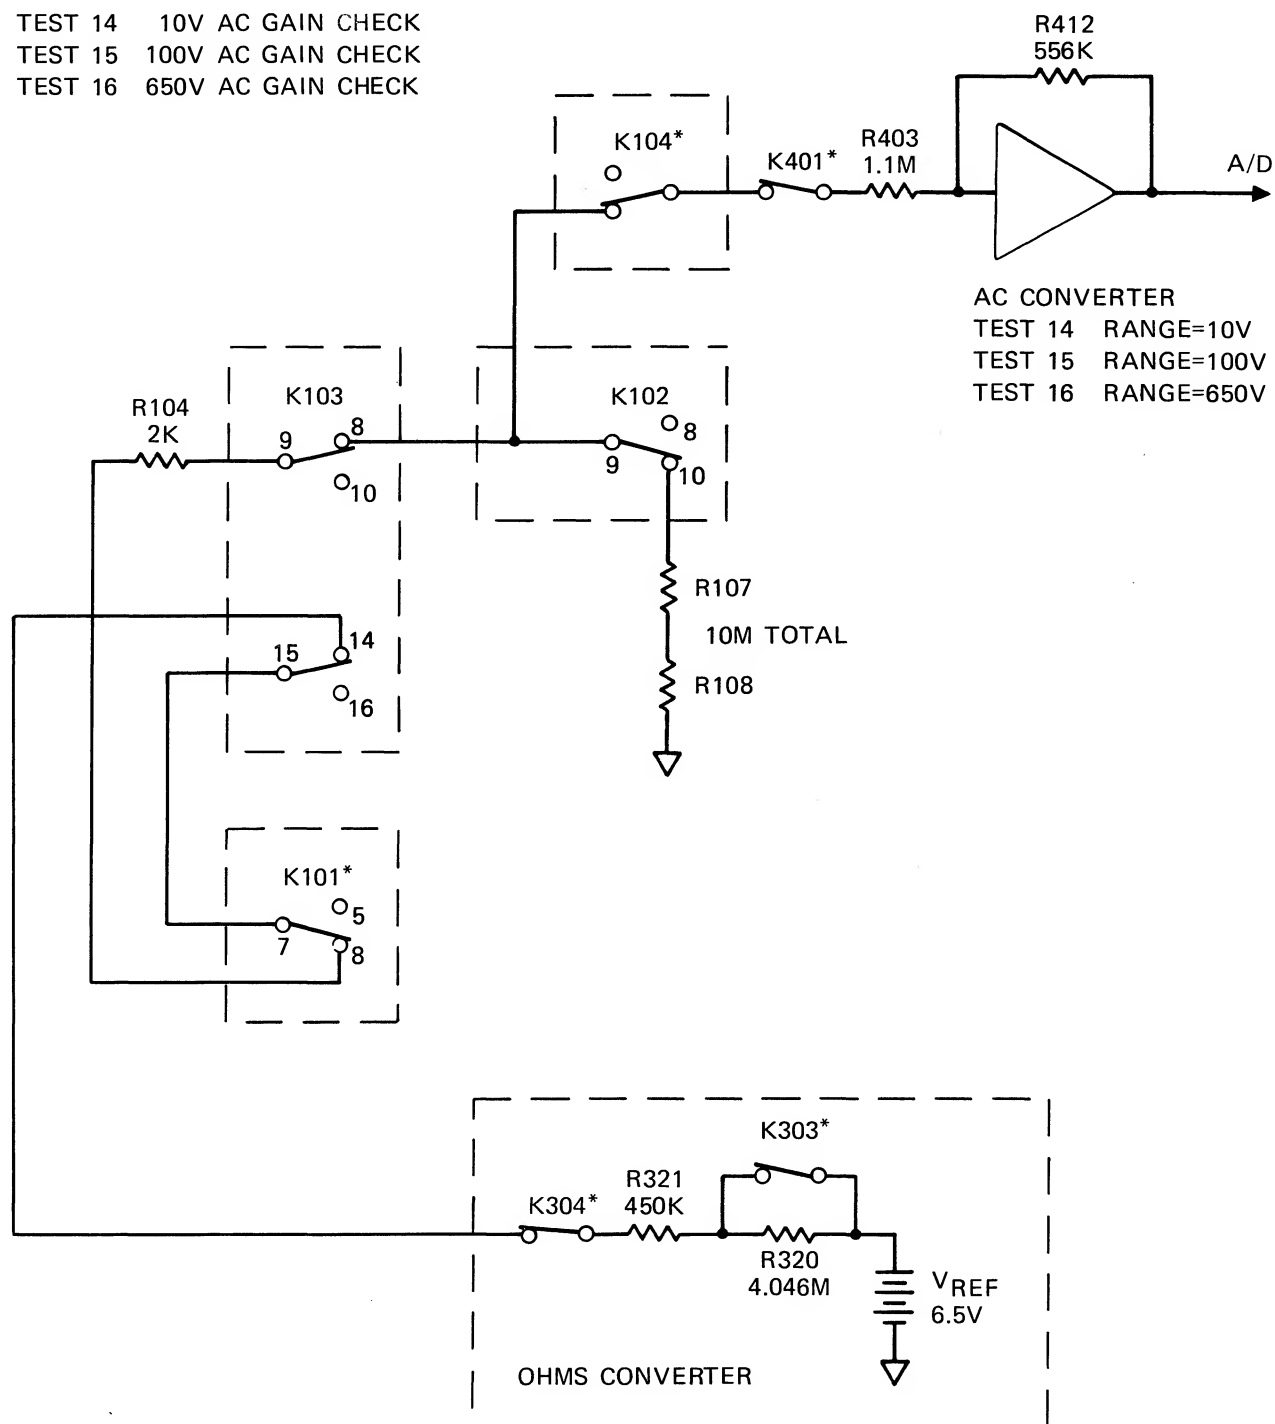 TEST 14 10V AC GAIN CHECK
TEST 15 100V AC GAIN CHECK
TEST 16 650V AC GAIN CHECK
R412
556K
K104*
K401*
R403
1.1M
A/D
AC CONVERTER
TEST 14 RANGE=10V
TEST 15 RANGE=100V
TEST 16 RANGE=650V
R104
2K
K103
9
8
10
K102
8
9
10
R107
10M TOTAL
R108
15
14
16
K101*
5
7
8
K303*
K304*
R321
450K
R320
4.046M
VREF
6.5V
OHMS CONVERTER